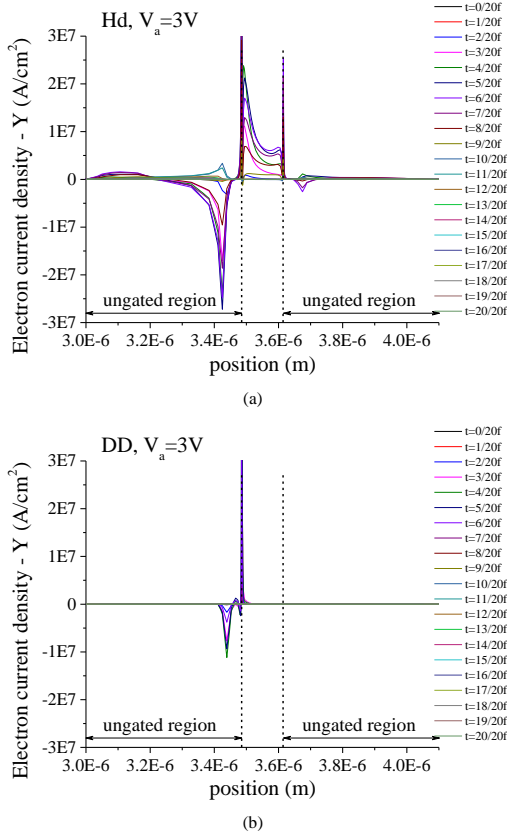 Hd, Vₐ=3V
Electron current density - Y (A/cm²)
3E7
2E7
1E7
0
-1E7
-2E7
-3E7
ungated region
ungated region
3.0E-6 3.2E-6 3.4E-6 3.6E-6 3.8E-6 4.0E-6
position (m)
t=0/20f
t=1/20f
t=2/20f
t=3/20f
t=4/20f
t=5/20f
t=6/20f
t=7/20f
t=8/20f
t=9/20f
t=10/20f
t=11/20f
t=12/20f
t=13/20f
t=14/20f
t=15/20f
t=16/20f
t=17/20f
t=18/20f
t=19/20f
t=20/20f
(a)
DD, Vₐ=3V
Electron current density - Y (A/cm²)
3E7
2E7
1E7
0
-1E7
-2E7
-3E7
ungated region
ungated region
3.0E-6 3.2E-6 3.4E-6 3.6E-6 3.8E-6 4.0E-6
position (m)
t=0/20f
t=1/20f
t=2/20f
t=3/20f
t=4/20f
t=5/20f
t=6/20f
t=7/20f
t=8/20f
t=9/20f
t=10/20f
t=11/20f
t=12/20f
t=13/20f
t=14/20f
t=15/20f
t=16/20f
t=17/20f
t=18/20f
t=19/20f
t=20/20f
(b)